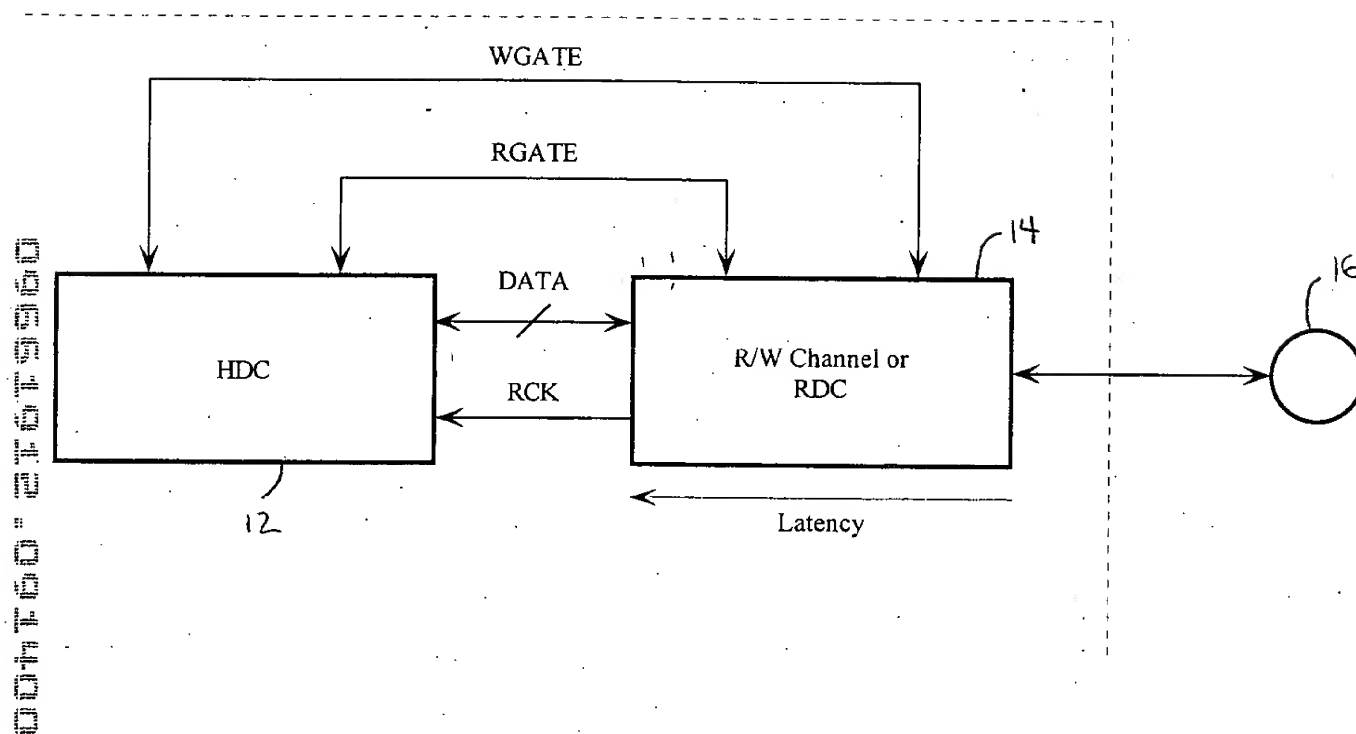 WGATE
RGATE
14
16
DATA
HDC
R/W Channel or
RDC
RCK
12
Latency